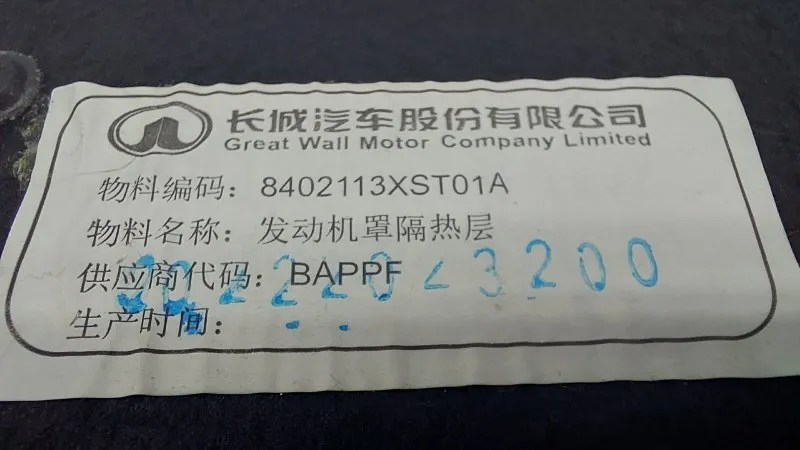 长城汽车股份有限公司
Great Wall Motor Company Limited
物料编码：8402113XST01A
物料名称：发动机罩隔热层
供应商代码：BAPPF
生产时间：